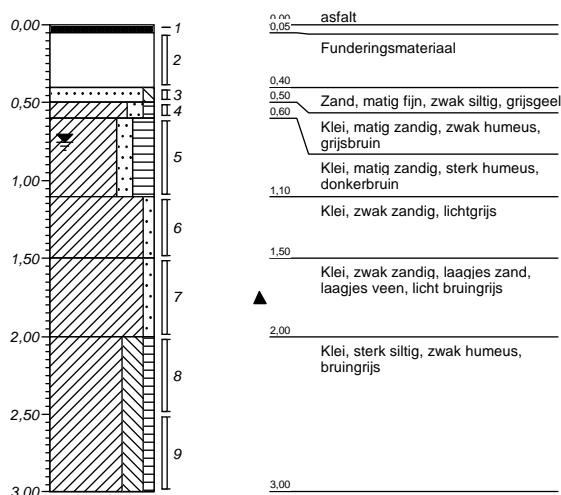 0,00
1
2
3
0,50
4
5
1,00
6
1,50
7
2,00
8
2,50
9
3,00
0,00
asfalt
0,05
Funderingsmateriaal
0,40
0,50
Zand, matig fijn, zwak siltig, grijsgeel
0,60
Klei, matig zandig, zwak humeus,
grijsbruin
Klei, matig zandig, sterk humeus,
donkerbruin
1,10
Klei, zwak zandig, lichtgrijs
1,50
Klei, zwak zandig, laagjes zand,
laagjes veen, licht bruingrijs
2,00
Klei, sterk siltig, zwak humeus,
bruingrijs
3,00